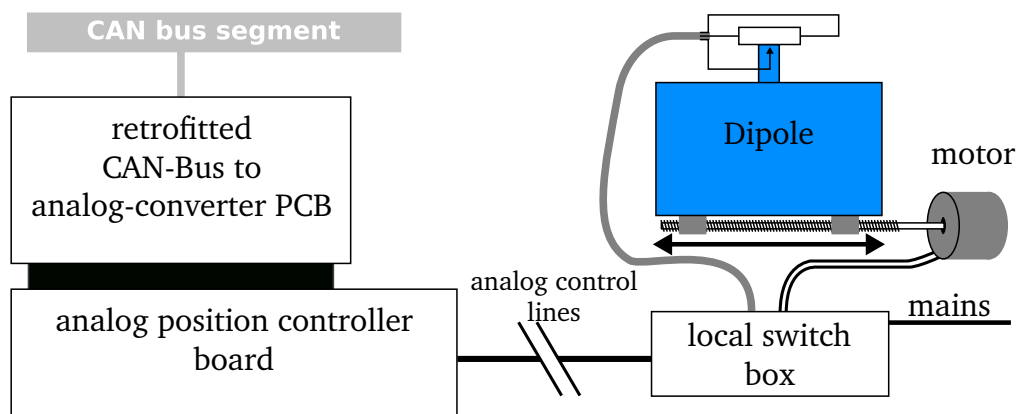 CAN bus segment
retrofitted
CAN-Bus to
analog-converter PCB
analog position controller
board
analog control
lines
Dipole
motor
local switch
box
mains